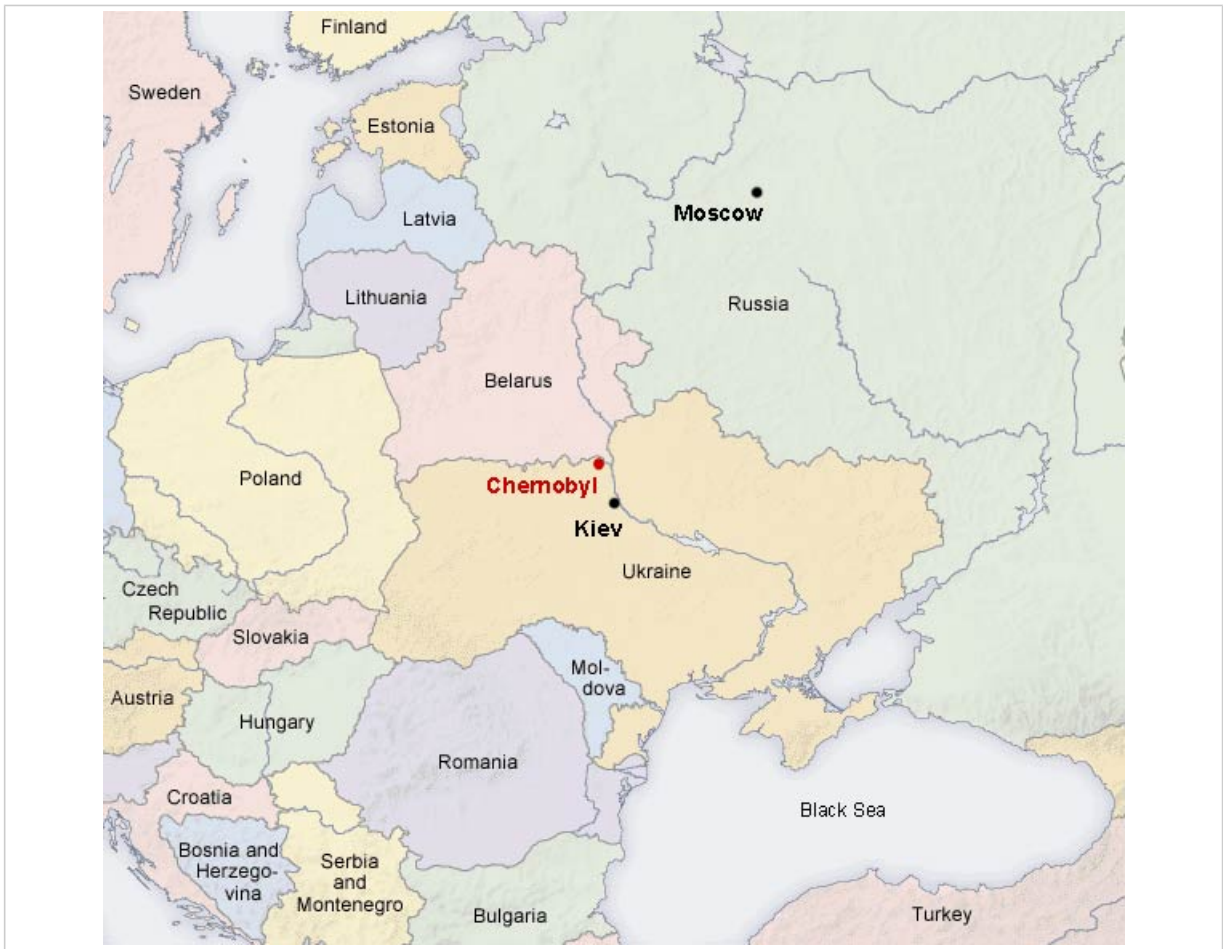 Finland
Sweden
Estonia
Moscow
Latvia
Lithuania
Russia
Belarus
Poland
Chernobyl
Kiev
Ukraine
Czech
Republic
Slovakia
Mol-
dova
Austria
Hungary
Romania
Croatia
Black Sea
Bosnia and
Herzego-
vina
Serbia
and
Montenegro
Bulgaria
Turkey